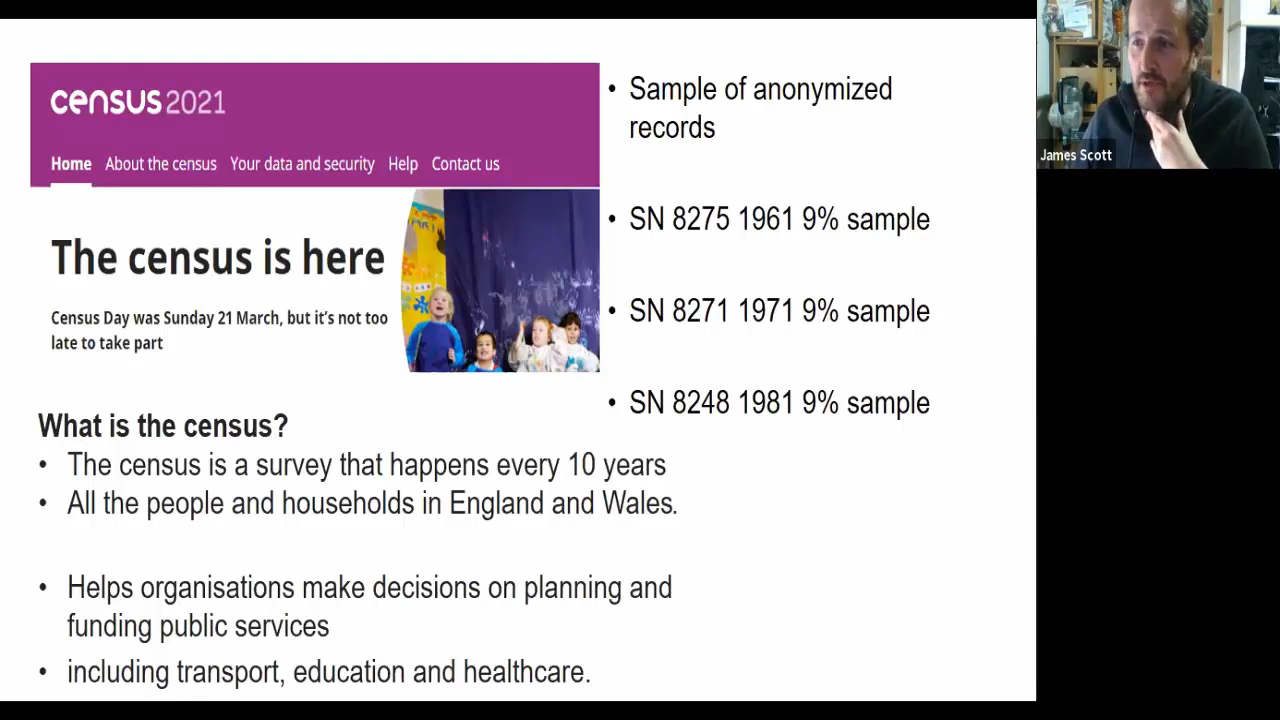 census 2021
Home About the census Your data and security Help Contact us
The census is here
Census Day was Sunday 21 March, but it's not too
late to take part
What is the census?
• The census is a survey that happens every 10 years
• All the people and households in England and Wales.
• Helps organisations make decisions on planning and
funding public services
• including transport, education and healthcare.
• Sample of anonymized
records
• SN 8275 1961 9% sample
• SN 8271 1971 9% sample
• SN 8248 1981 9% sample
James Scott